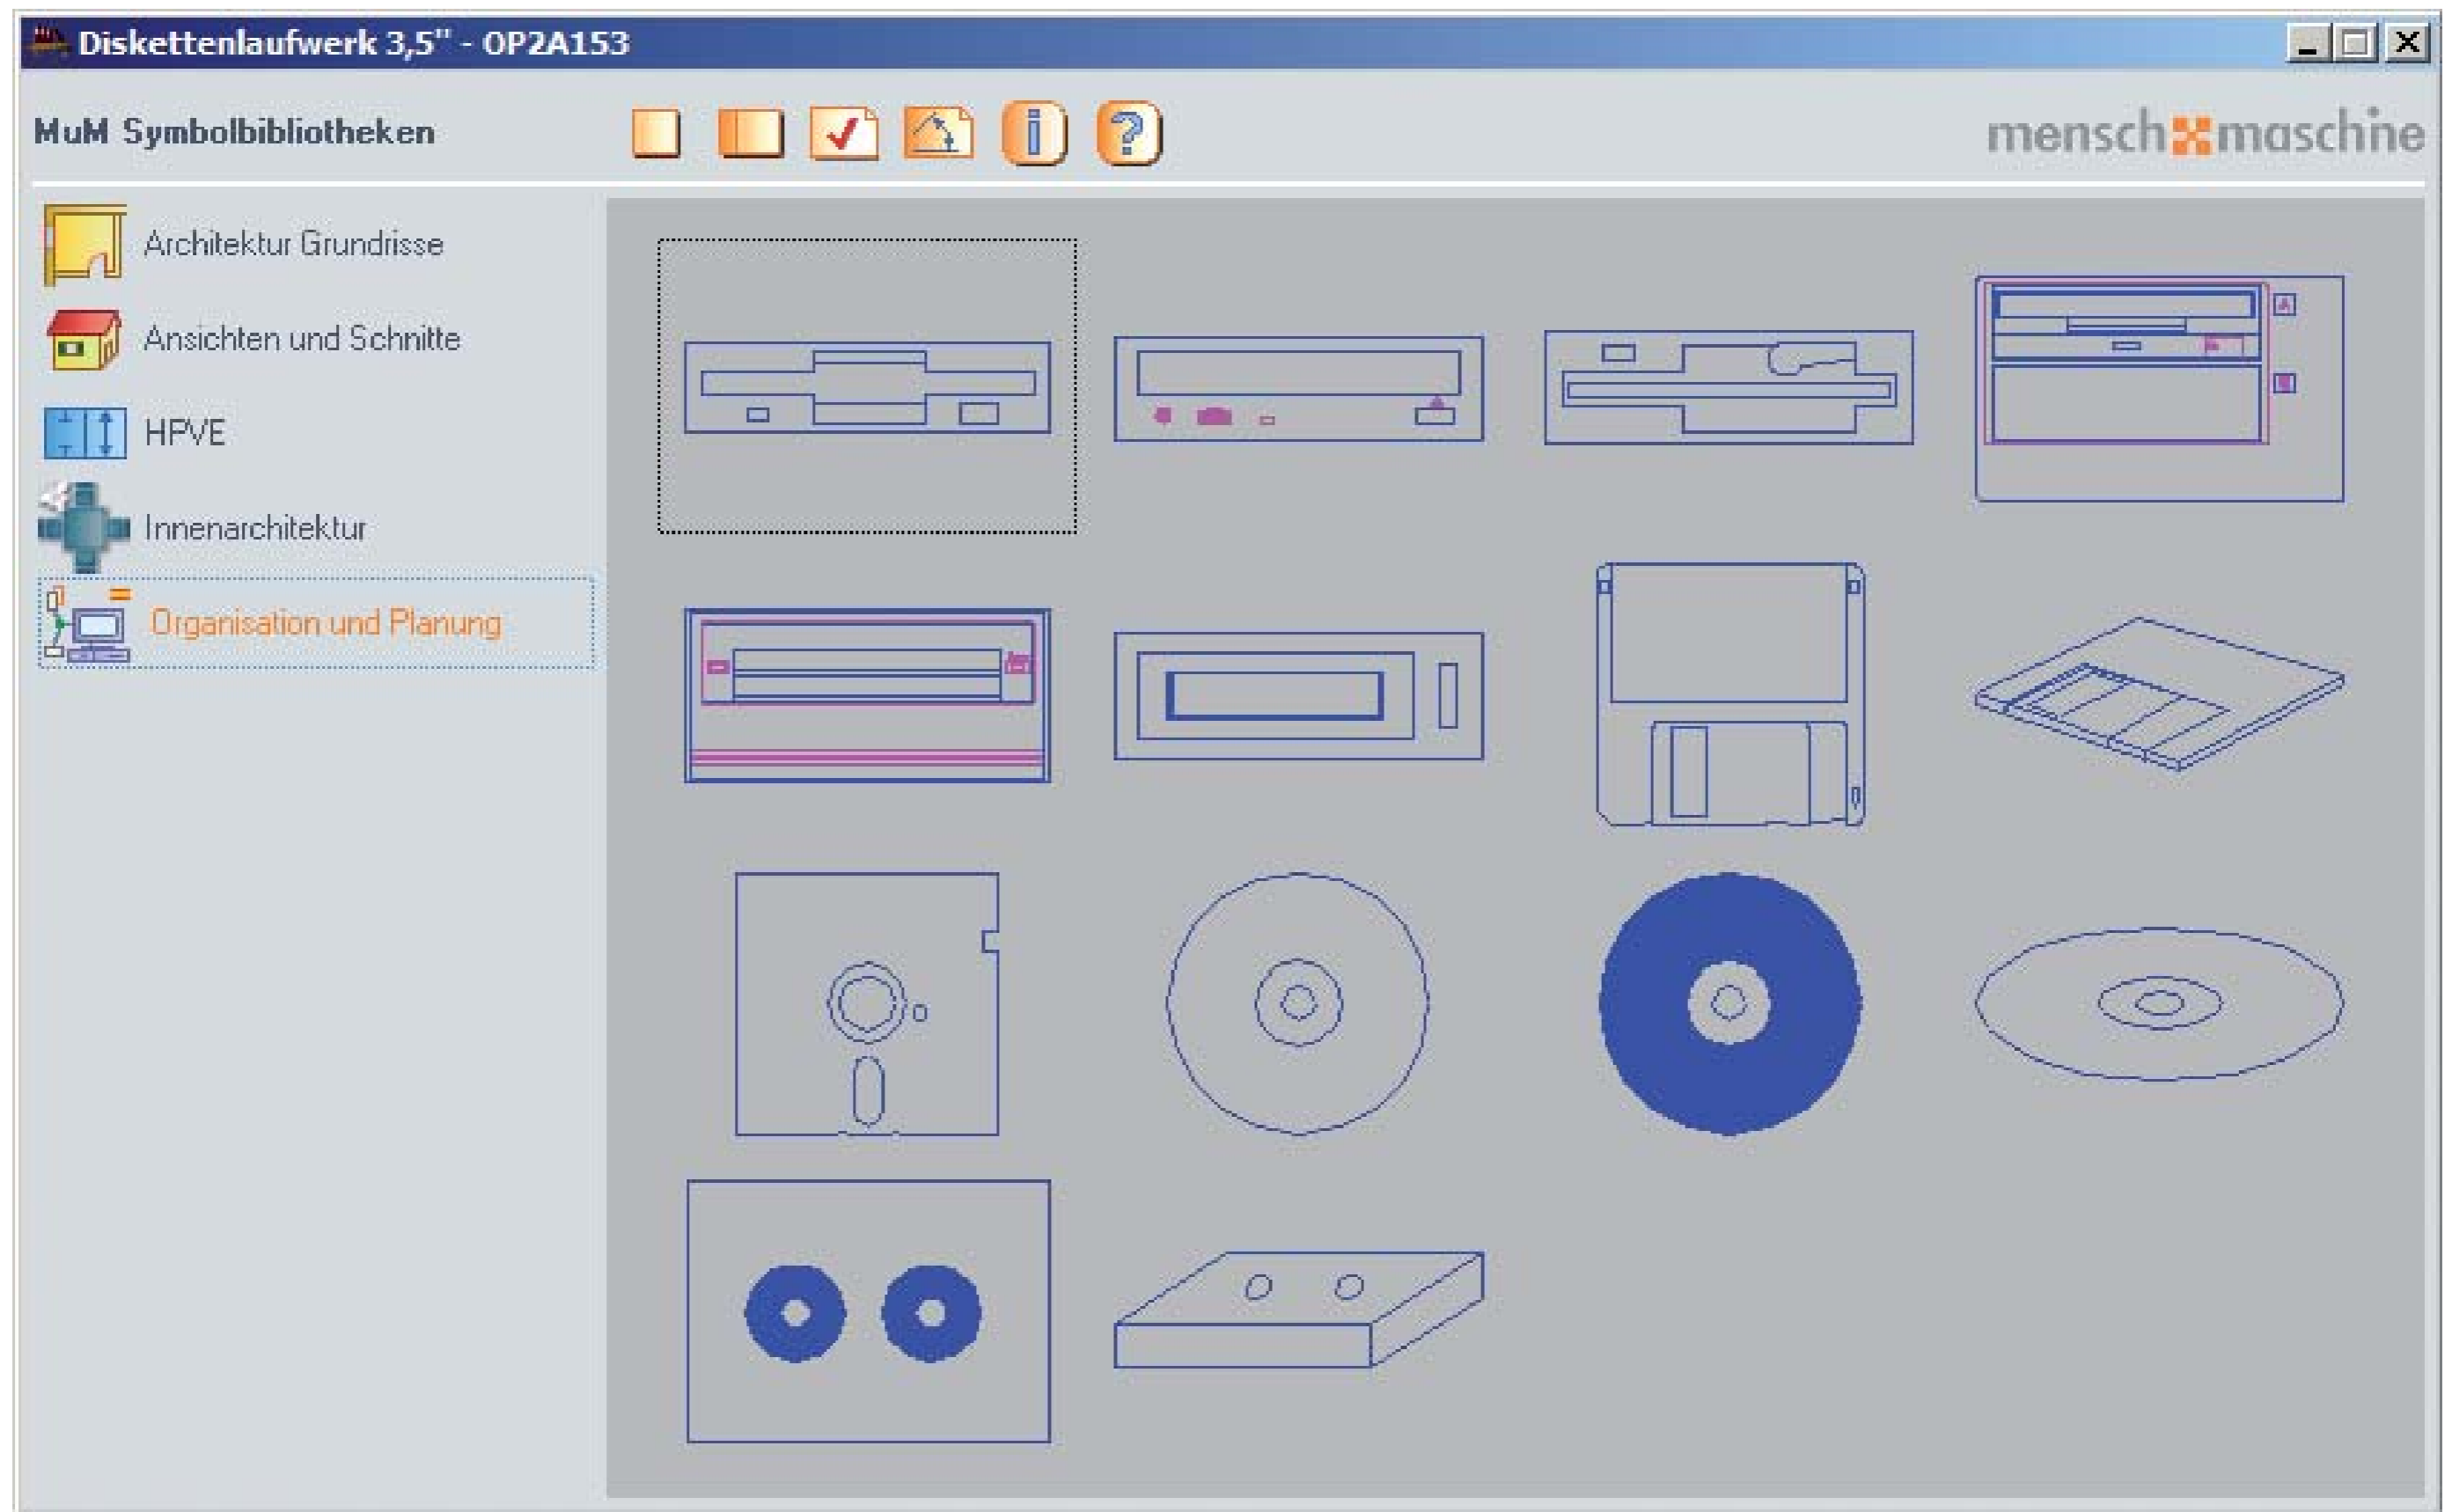 Diskettenlaufwerk 3,5" - OP2A153
MuM Symbolbibliotheken
mensch maschine
Architektur Grundrisse
Ansichten und Schnitte
HPVE
Innenarchitektur
Organisation und Planung